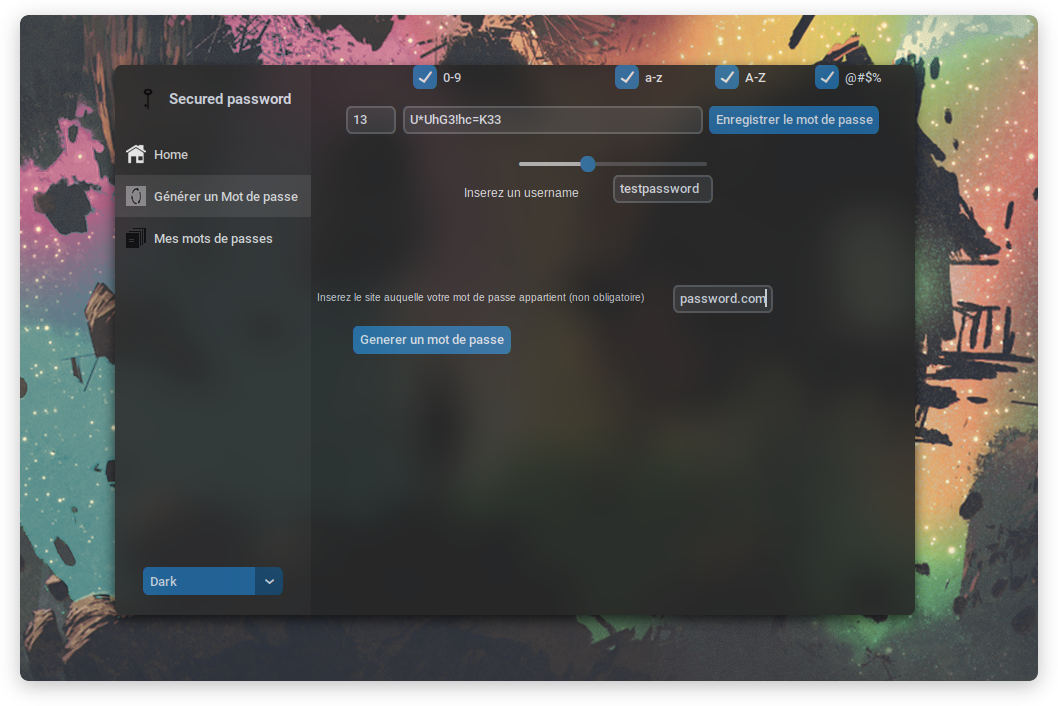 Secured password
Home
Générer un Mot de passe
Mes mots de passes
Dark
0-9 a-z A-Z @#$%
13 U*UhG3!hc=K33 Enregistrer le mot de passe
Inserez un username testpassword
Inserez le site auquelle votre mot de passe appartient (non obligatoire) password.com
Generer un mot de passe